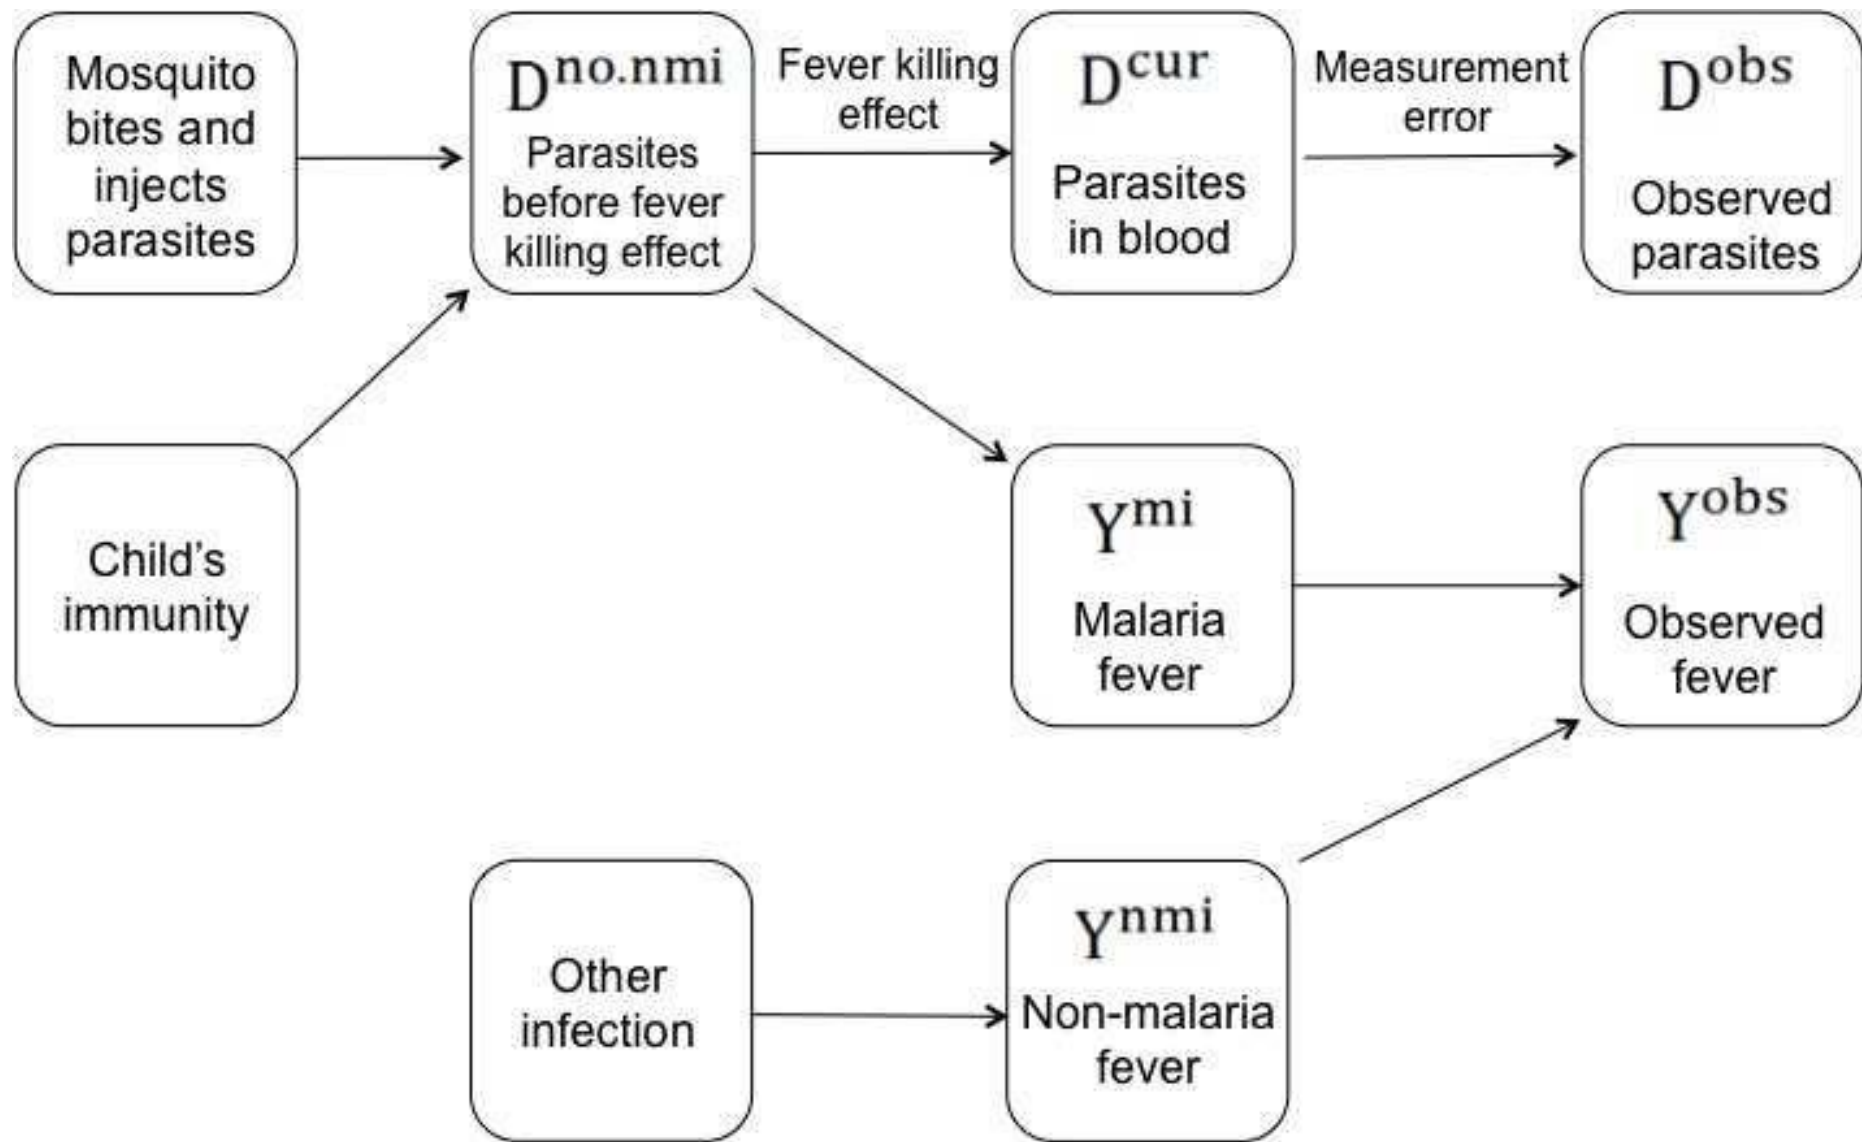 Mosquito
bites and
injects
parasites
D^no.nmi
Parasites
before fever
killing effect
Fever killing
effect
D^cur
Parasites
in blood
Measurement
error
D^obs
Observed
parasites
Child's
immunity
Y^mi
Malaria
fever
Y^obs
Observed
fever
Other
infection
Y^nmi
Non-malaria
fever